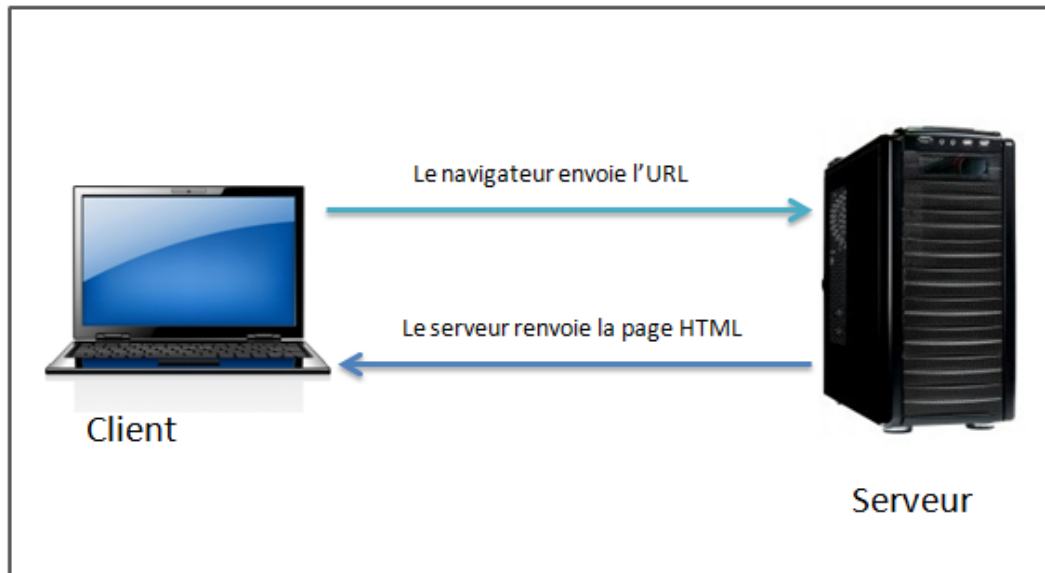 Le navigateur envoie l’URL
Le serveur renvoie la page HTML
Client
Serveur